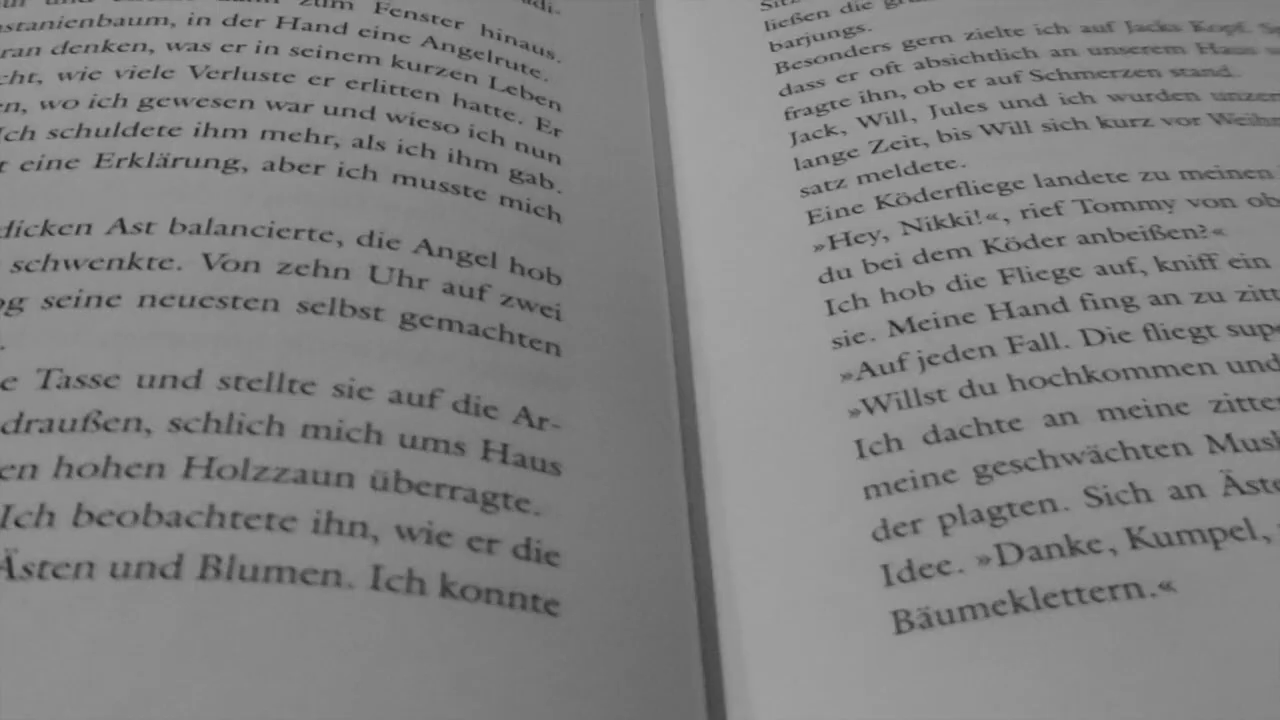 zum Fenster hinaus.
stanienbaum, in der Hand eine Angelrute.
ran denken, was er in seinem kurzen Leben
cht, wie viele Verluste er erlitten hatte. Er
en, wo ich gewesen war und wieso ich nun
Ich schuldete ihm mehr, als ich ihm gab.
t eine Erklärung, aber ich musste mich
dicken Ast balancierte, die Angel hob
schwenkte. Von zehn Uhr auf zwei
og seine neuesten selbst gemachten
e Tasse und stellte sie auf die Ar-
draußen, schlich mich ums Haus
en hohen Holzzaun überragte.
Ich beobachtete ihn, wie er die
Ästen und Blumen. Ich konnte
ließen die
barjungs.
Besonders gern zielte ich auf Jacks Kopf.
dass er oft absichtlich an unserem Haus
fragte ihn, ob er auf Schmerzen stand.
Jack, Will, Jules und ich wurden unzer
lange Zeit, bis Will sich kurz vor Weihn
satz meldete.
Eine Köderfliege landete zu meinen
»Hey, Nikki!«, rief Tommy von ob
du bei dem Köder anbeißen?«
Ich hob die Fliege auf, kniff ein
sie. Meine Hand fing an zu zitt
»Auf jeden Fall. Die fliegt supe
»Willst du hochkommen und
Ich dachte an meine zitter
meine geschwächten Musk
der plagten. Sich an Äste
Idee. »Danke, Kumpel,
Bäumeklettern.«